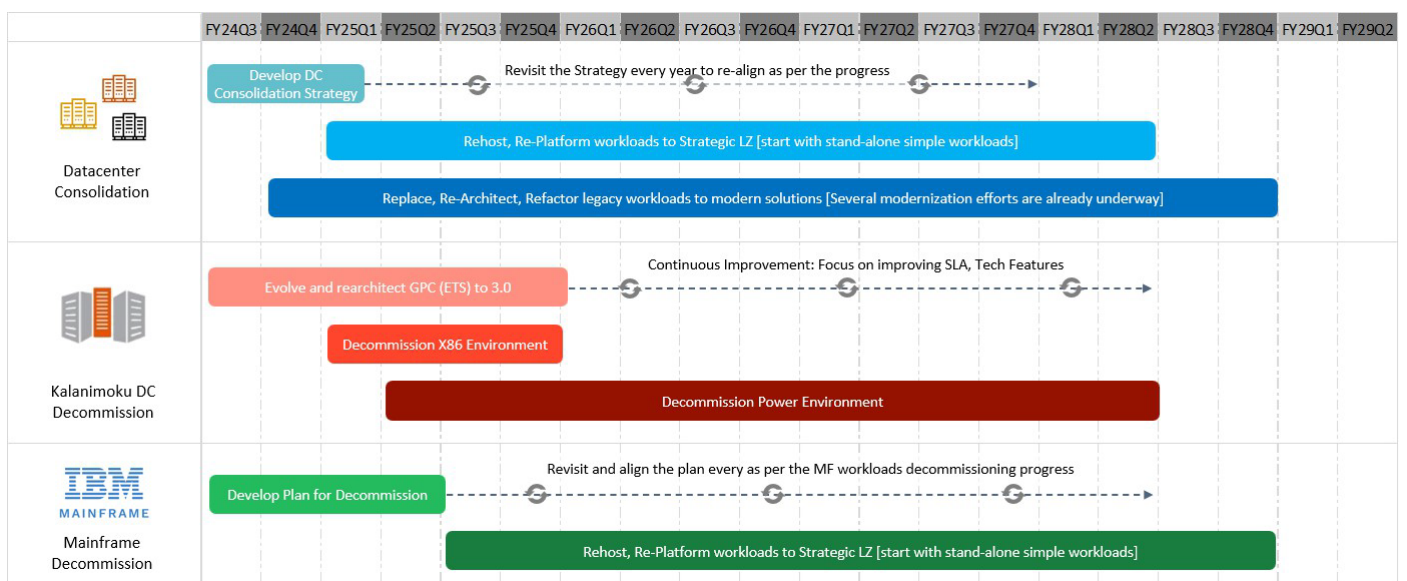 FY24Q3 FY24Q4 FY25Q1 FY25Q2 FY25Q3 FY25Q4 FY26Q1 FY26Q2 FY26Q3 FY26Q4 FY27Q1 FY27Q2 FY27Q3 FY27Q4 FY28Q1 FY28Q2 FY28Q3 FY28Q4 FY29Q1 FY29Q2
Datacenter
Consolidation
Develop DC
Consolidation Strategy
Revisit the Strategy every year to re-align as per the progress
Rehost, Re-Platform workloads to Strategic LZ [start with stand-alone simple workloads]
Replace, Re-Architect, Refactor legacy workloads to modern solutions [Several modernization efforts are already underway]
Kalanimoku DC
Decommission
Evolve and rearchitect GPC (ETS) to 3.0
Continuous Improvement: Focus on improving SLA, Tech Features
Decommission X86 Environment
Decommission Power Environment
IBM
MAINFRAME
Mainframe
Decommission
Develop Plan for Decommission
Revisit and align the plan every as per the MF workloads decommissioning progress
Rehost, Re-Platform workloads to Strategic LZ [start with stand-alone simple workloads]